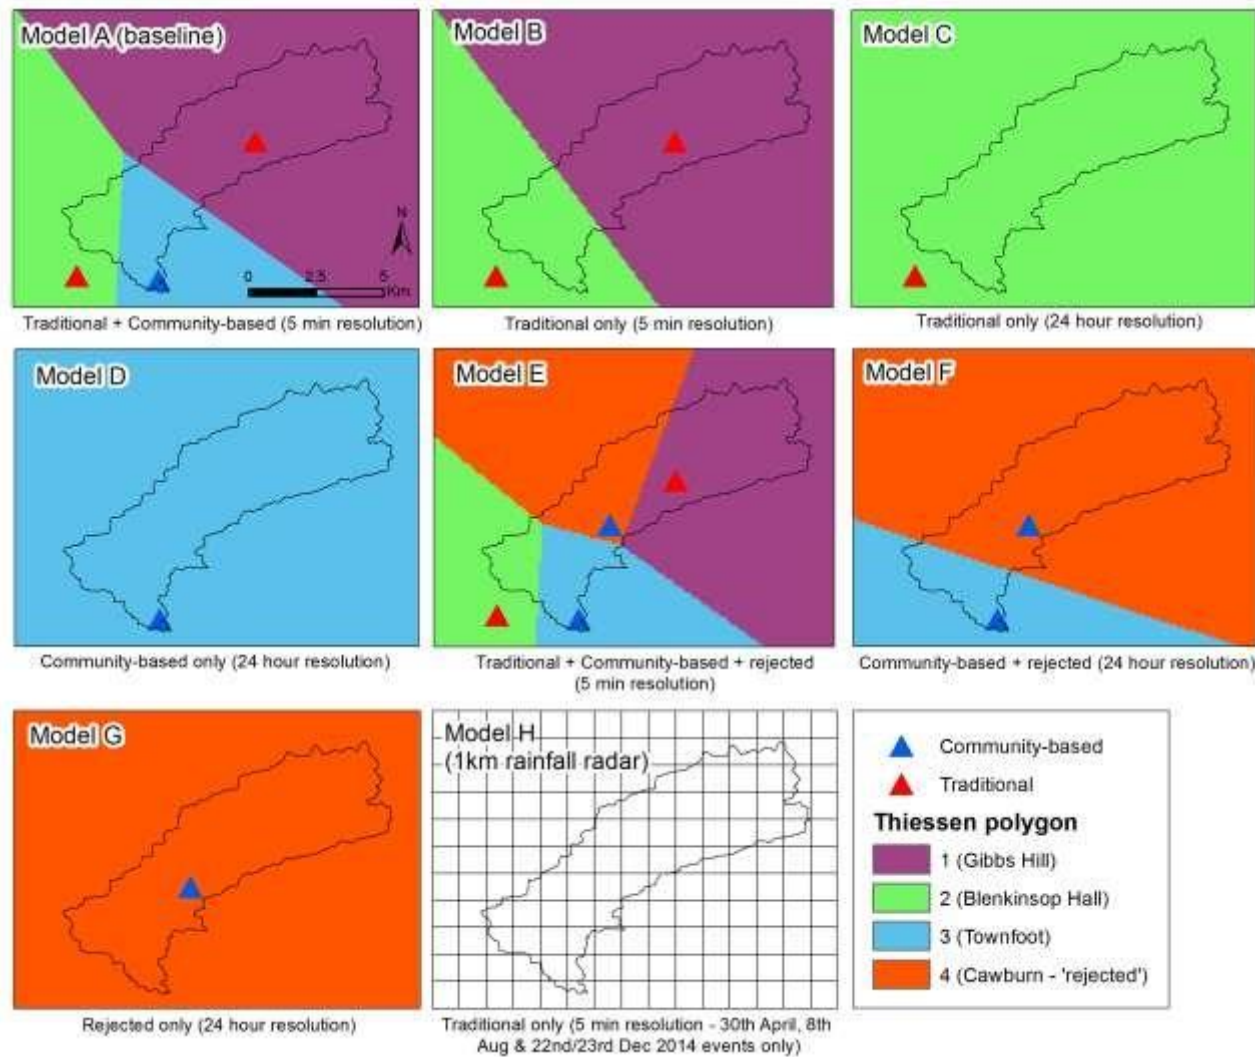 Model A (baseline)
N
0 2.5 5
Km
Traditional + Community-based (5 min resolution)
Model B
Traditional only (5 min resolution)
Model C
Traditional only (24 hour resolution)
Model D
Community-based only (24 hour resolution)
Model E
Traditional + Community-based + rejected
(5 min resolution)
Model F
Community-based + rejected (24 hour resolution)
Model G
Rejected only (24 hour resolution)
Model H
(1km rainfall radar)
Traditional only (5 min resolution - 30th April, 8th
Aug & 22nd/23rd Dec 2014 events only)
Community-based
Traditional
Thiessen polygon
1 (Gibbs Hill)
2 (Blenkinsop Hall)
3 (Townfoot)
4 (Cawburn - 'rejected')